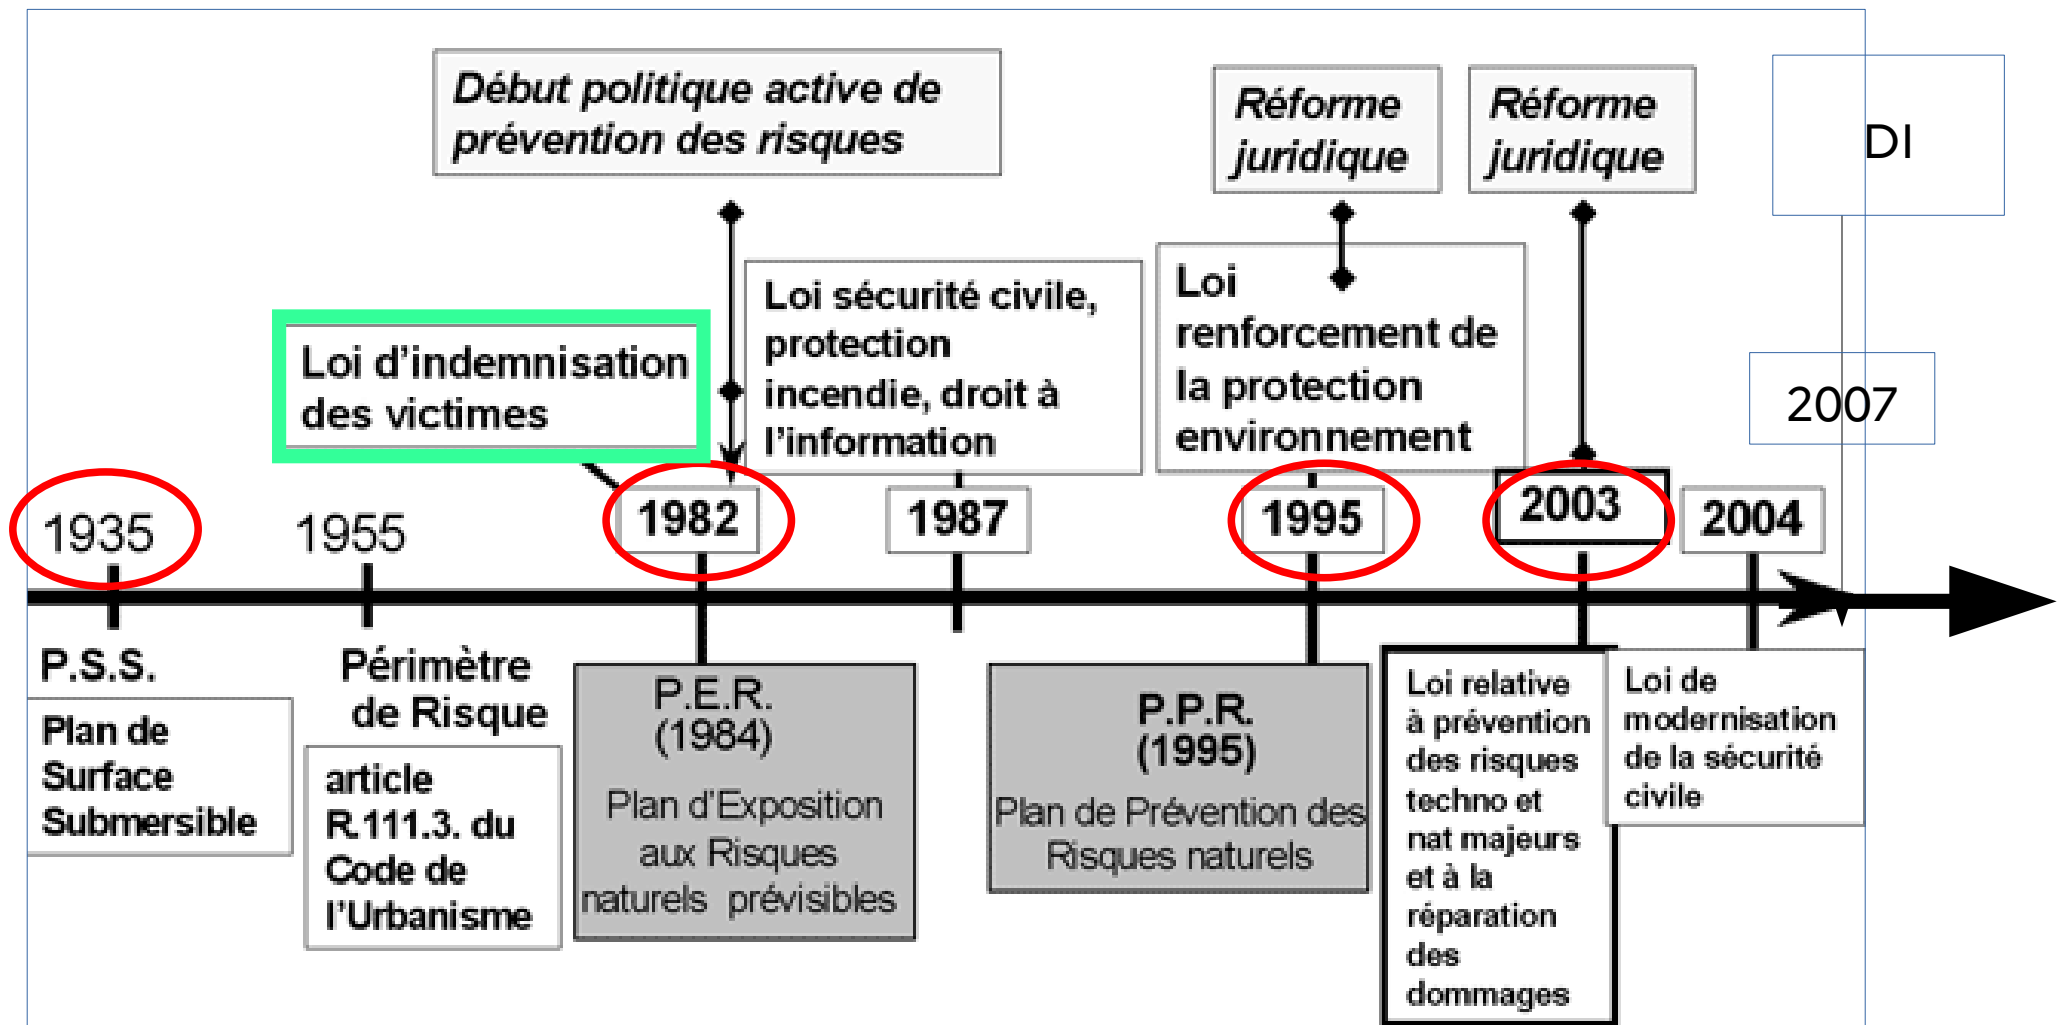 Début politique active de
prévention des risques
Réforme
juridique
Réforme
juridique
DI
Loi d'indemnisation
des victimes
Loi sécurité civile,
protection
incendie, droit à
l'information
Loi
renforcement de
la protection
environnement
2007
1935
1955
1982
1987
1995
2003
2004
P.S.S.
Plan de
Surface
Submersible
Périmètre
de Risque
article
R.111.3. du
Code de
l'Urbanisme
P.E.R.
(1984)
Plan d'Exposition
aux Risques
naturels prévisibles
P.P.R.
(1995)
Plan de Prévention des
Risques naturels
Loi relative
à prévention
des risques
techno et
nat majeurs
et à la
réparation
des
dommages
Loi de
modernisation
de la sécurité
civile